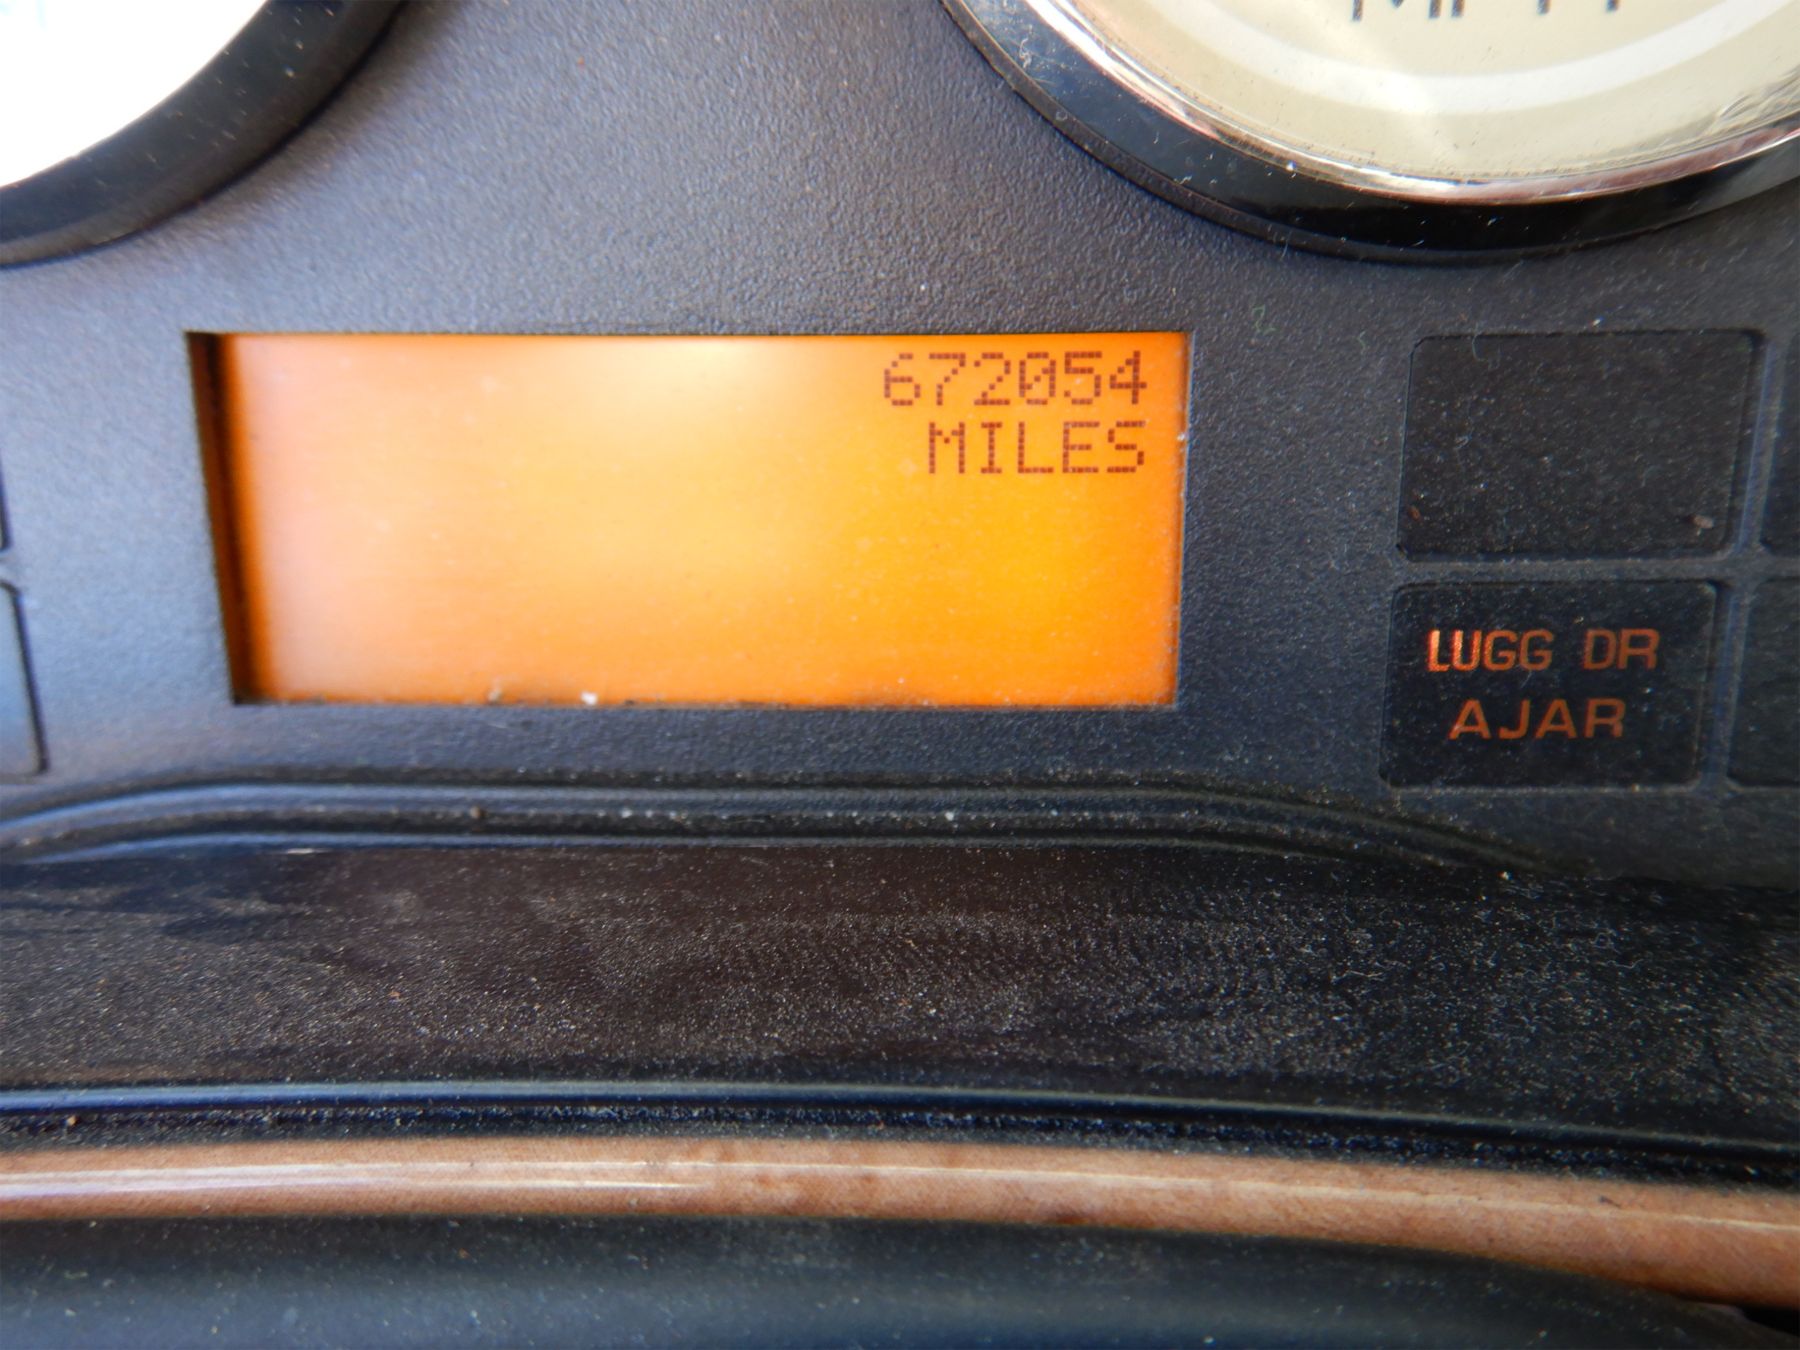 672054
MILES
LUGG DR
AJAR